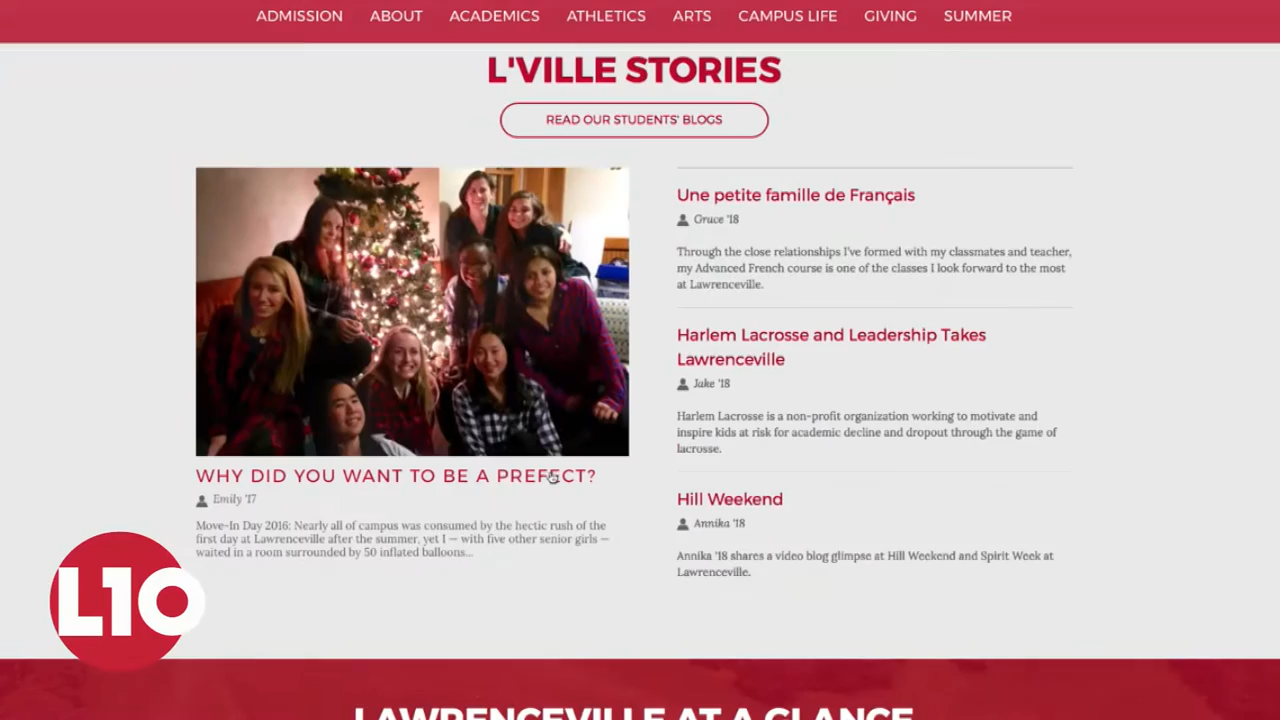 ADMISSION ABOUT ACADEMICS ATHLETICS ARTS CAMPUS LIFE GIVING SUMMER
L'VILLE STORIES
READ OUR STUDENTS' BLOGS
WHY DID YOU WANT TO BE A PREFECT?
Emily '17
Move-In Day 2016: Nearly all of campus was consumed by the hectic rush of the
first day at Lawrenceville after the summer, yet I — with five other senior girls —
waited in a room surrounded by 50 inflated balloons...
Une petite famille de Français
Grace '18
Through the close relationships I've formed with my classmates and teacher,
my Advanced French course is one of the classes I look forward to the most
at Lawrenceville.
Harlem Lacrosse and Leadership Takes
Lawrenceville
Jake '18
Harlem Lacrosse is a non-profit organization working to motivate and
inspire kids at risk for academic decline and dropout through the game of
lacrosse.
Hill Weekend
Annika '18
Annika '18 shares a video blog glimpse at Hill Weekend and Spirit Week at
Lawrenceville.
L10
LAWRENCEVILLE AT A GLANCE